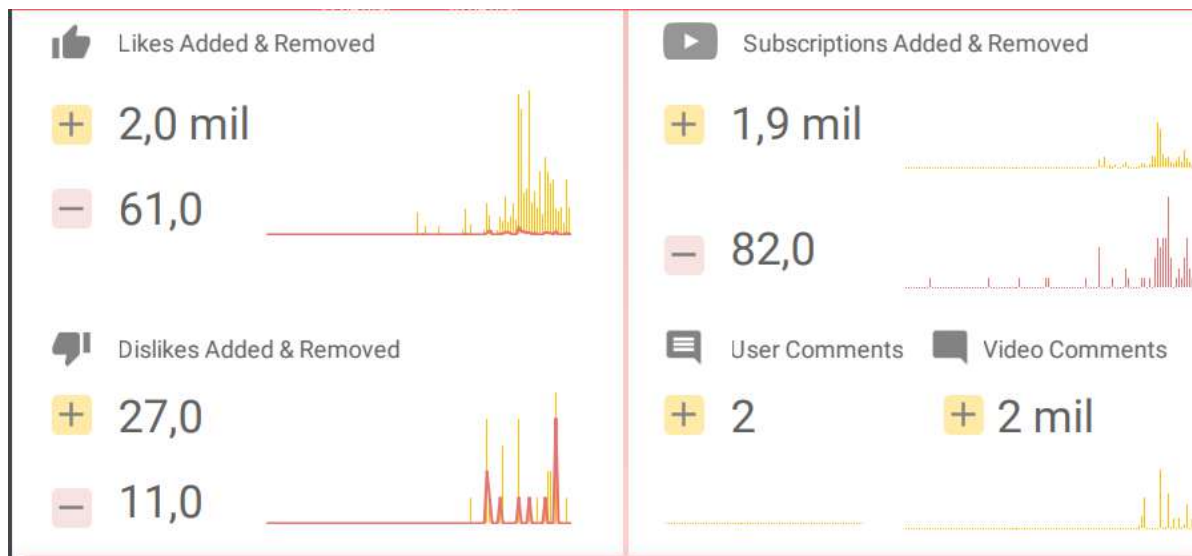 Likes Added & Removed
+ 2,0 mil
− 61,0
Dislikes Added & Removed
+ 27,0
− 11,0
Subscriptions Added & Removed
+ 1,9 mil
− 82,0
User Comments
+ 2
Video Comments
+ 2 mil